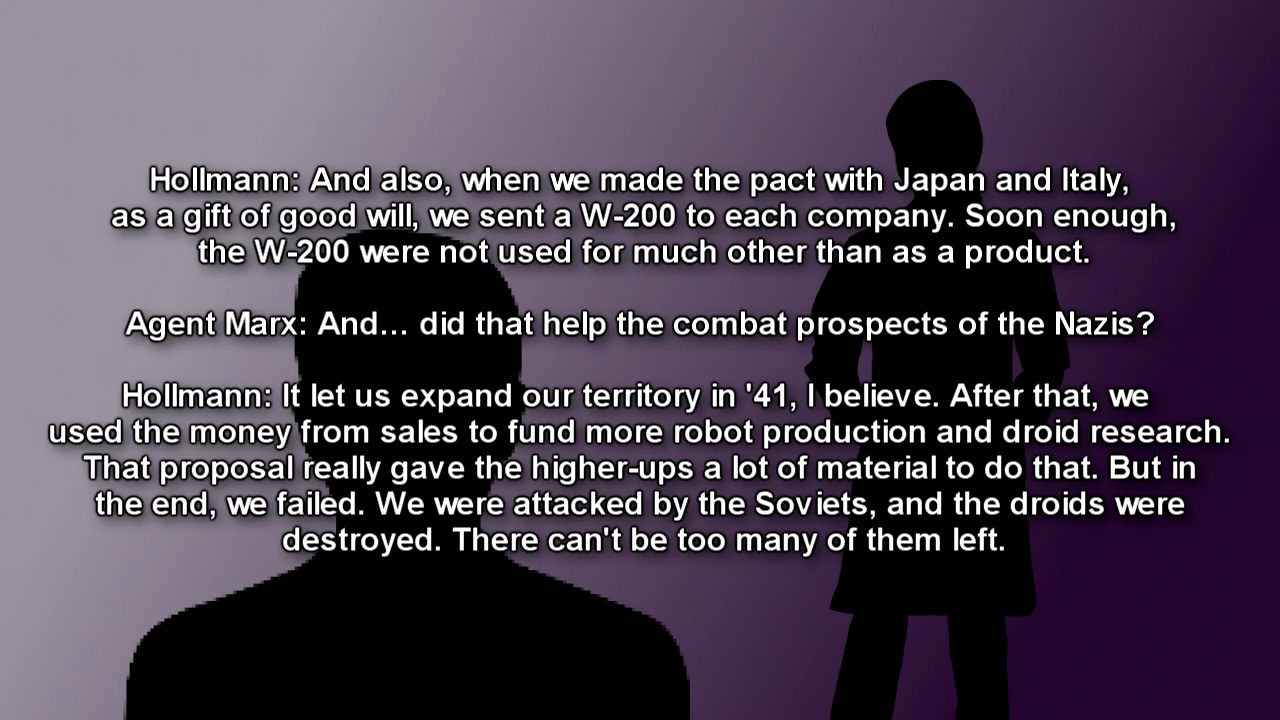 Hollmann: And also, when we made the pact with Japan and Italy,
as a gift of good will, we sent a W-200 to each company. Soon enough,
the W-200 were not used for much other than as a product.
Agent Marx: And... did that help the combat prospects of the Nazis?
Hollmann: It let us expand our territory in '41, I believe. After that, we
used the money from sales to fund more robot production and droid research.
That proposal really gave the higher-ups a lot of material to do that. But in
the end, we failed. We were attacked by the Soviets, and the droids were
destroyed. There can't be too many of them left.